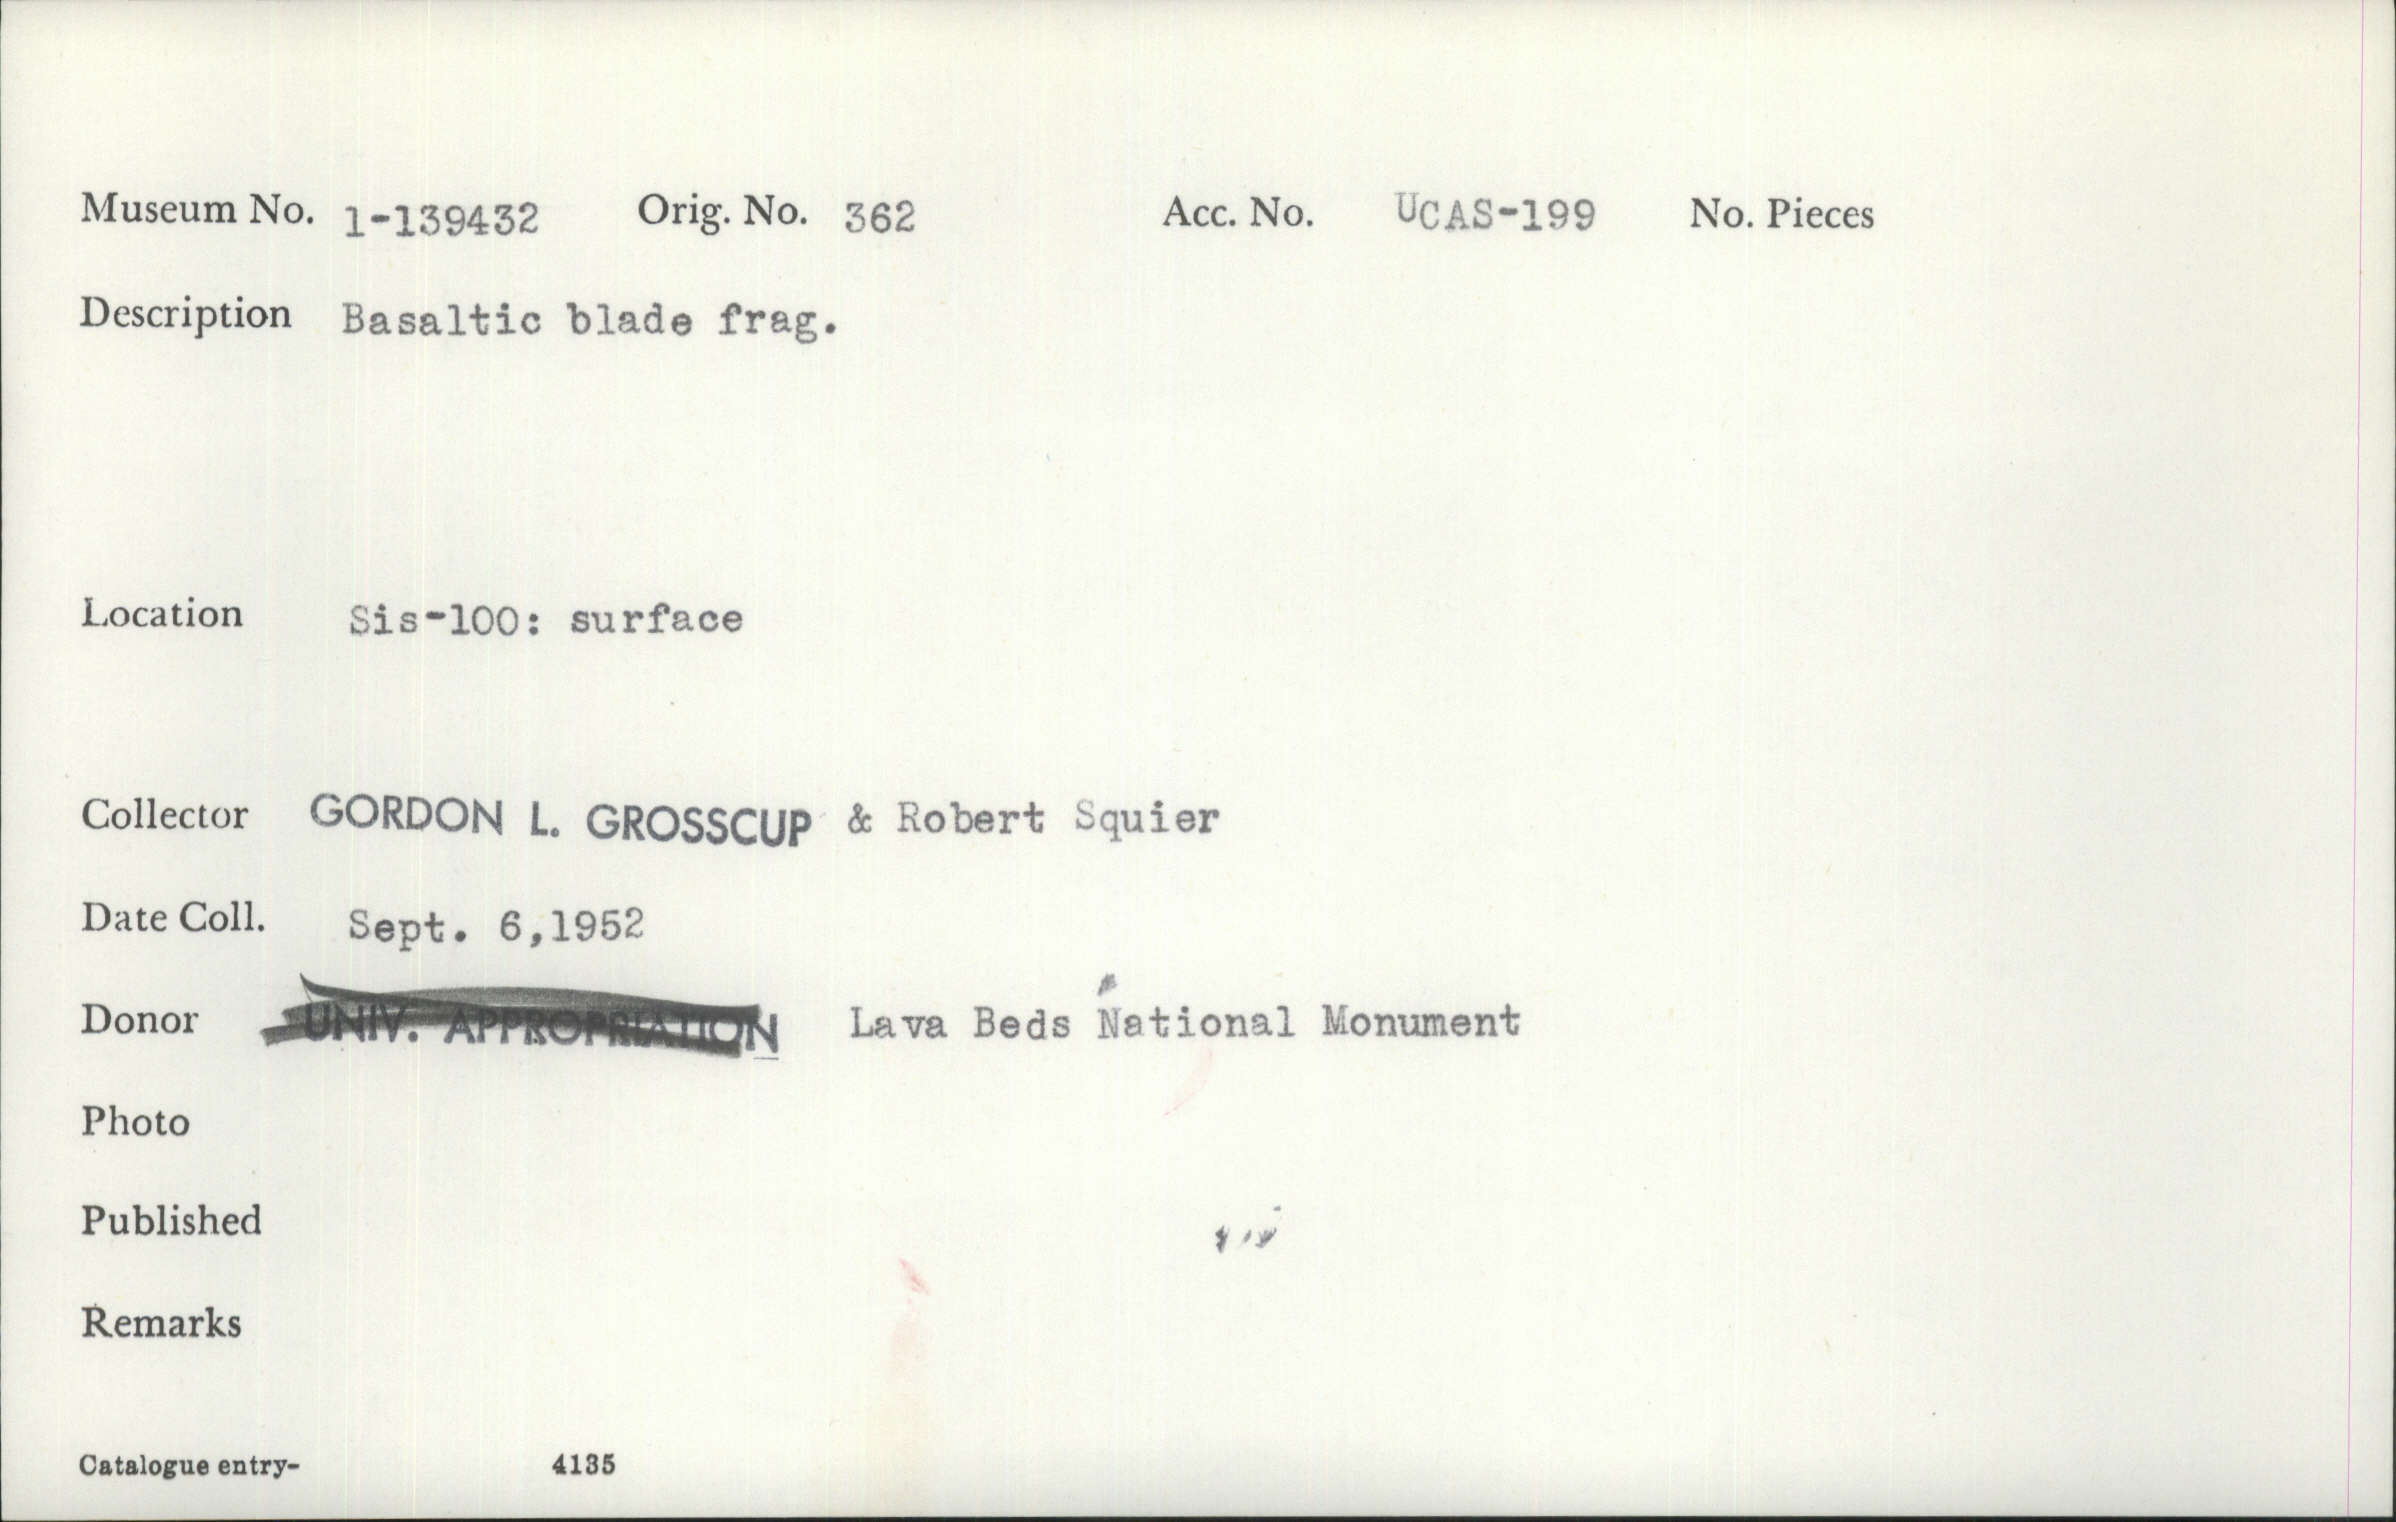 Museum No. 1-139432 Orig. No. 362 Acc. No. UCAS-199 No. Pieces
Description Basaltic blade frag.
Location Sis-100: surface
Collector GORDON L. GROSSCUP & Robert Squier
Date Coll. Sept. 6,1952
Donor UNIV. APPROPRIATION Lava Beds National Monument
Photo
Published
Remarks
Catalogue entry- 4135